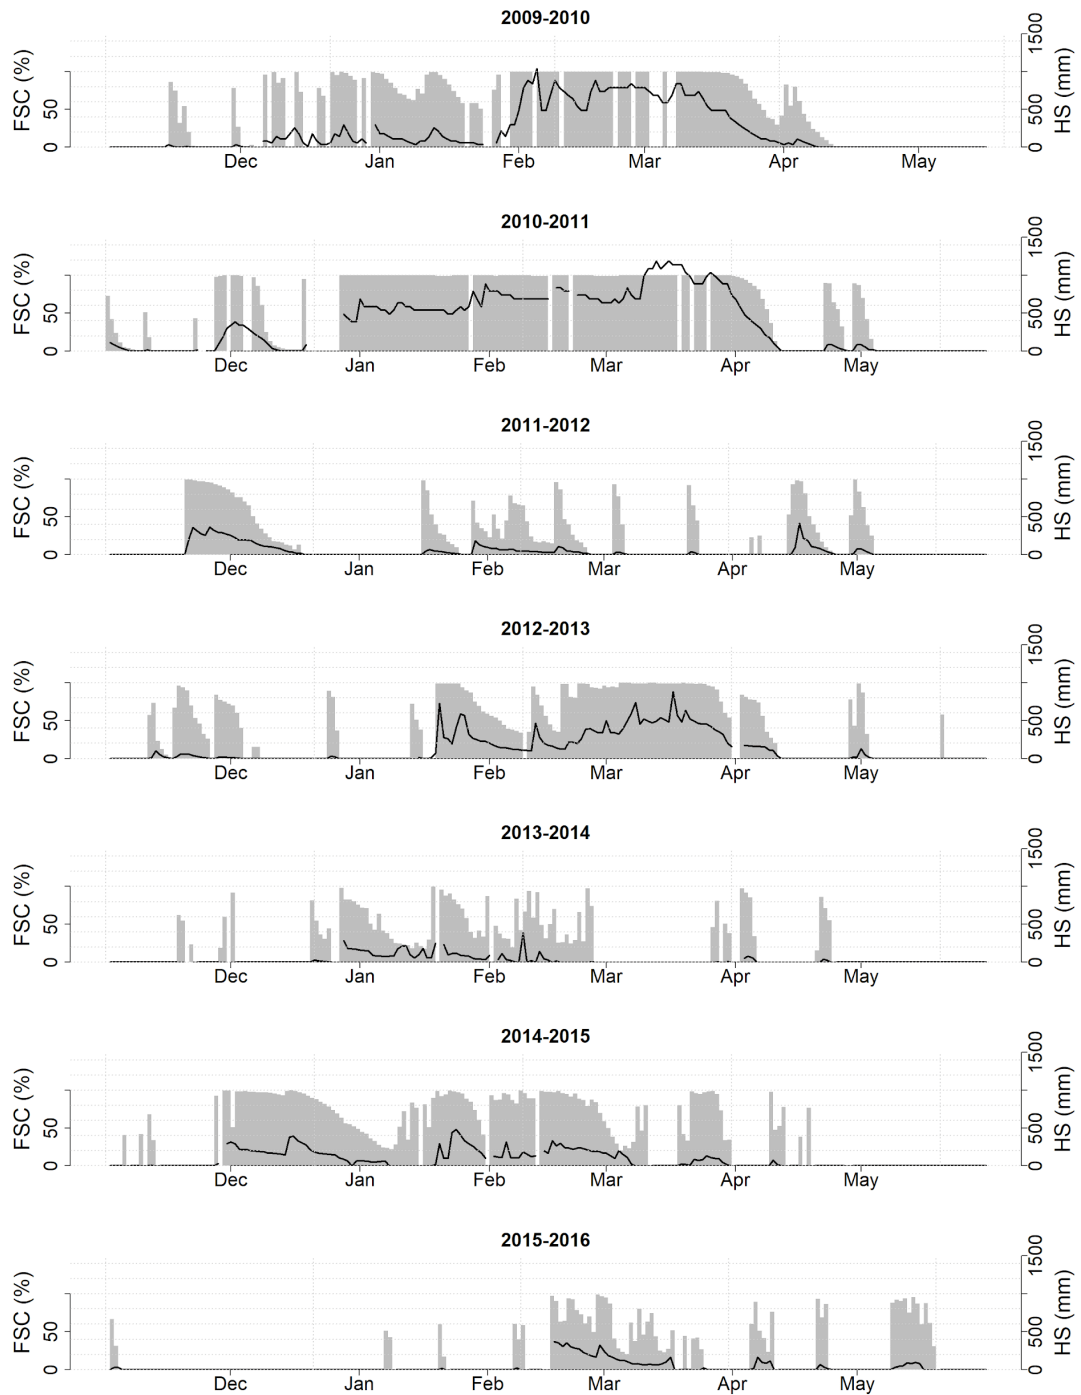 2009-2010
FSC (%)
0 50
Dec Jan Feb Mar Apr May
0 500 1500
HS (mm)
2010-2011
FSC (%)
0 50
Dec Jan Feb Mar Apr May
0 500 1500
HS (mm)
2011-2012
FSC (%)
0 50
Dec Jan Feb Mar Apr May
0 500 1500
HS (mm)
2012-2013
FSC (%)
0 50
Dec Jan Feb Mar Apr May
0 500 1500
HS (mm)
2013-2014
FSC (%)
0 50
Dec Jan Feb Mar Apr May
0 500 1500
HS (mm)
2014-2015
FSC (%)
0 50
Dec Jan Feb Mar Apr May
0 500 1500
HS (mm)
2015-2016
FSC (%)
0 50
Dec Jan Feb Mar Apr May
0 500 1500
HS (mm)